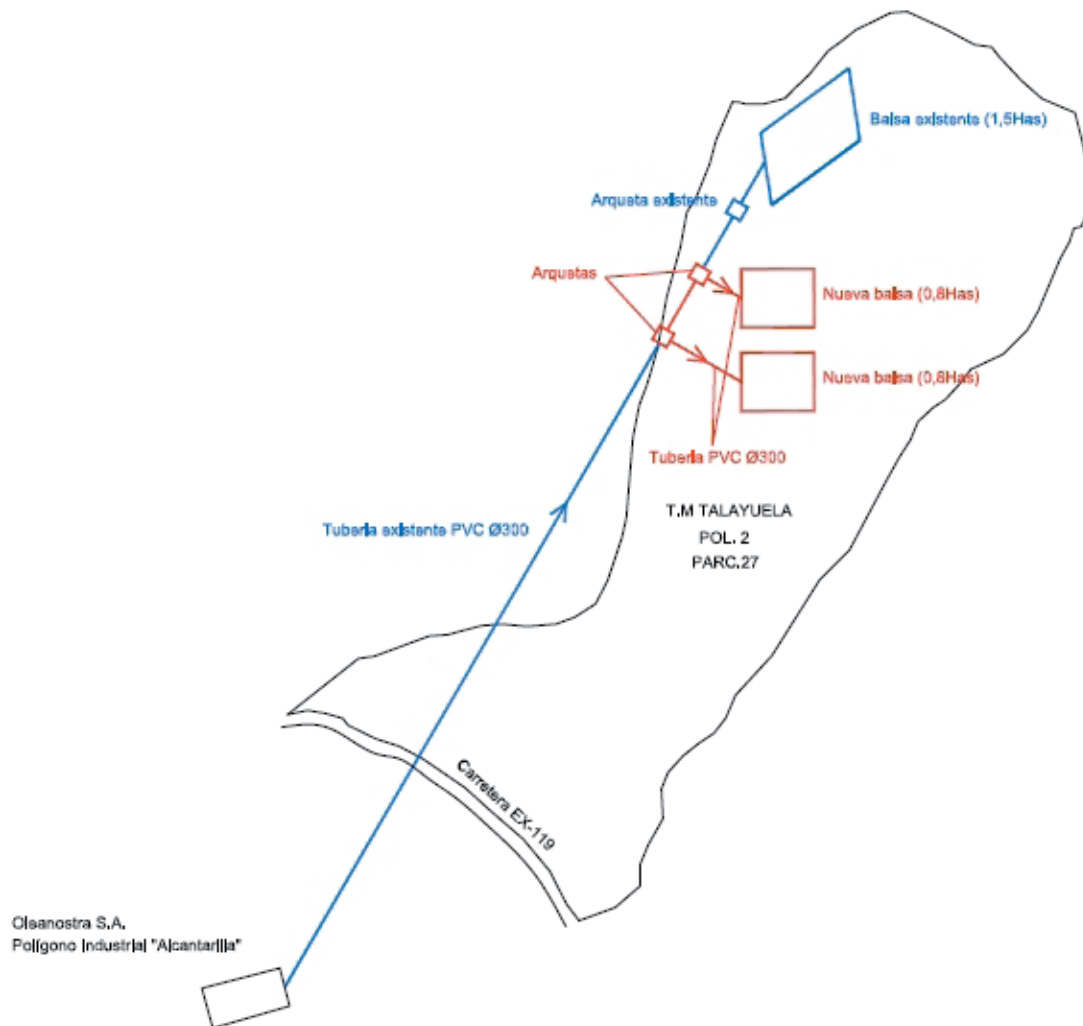 Balsa existente (1,5Has)
Arqueta existente
Arquetas
Nueva balsa (0,8Has)
Nueva balsa (0,8Has)
Tubería PVC Ø300
T.M TALAYUELA
POL. 2
PARC.27
Tubería existente PVC Ø300
Carretera EX-119
Oleanostra S.A.
Polígono Industrial "Alcantarilla"